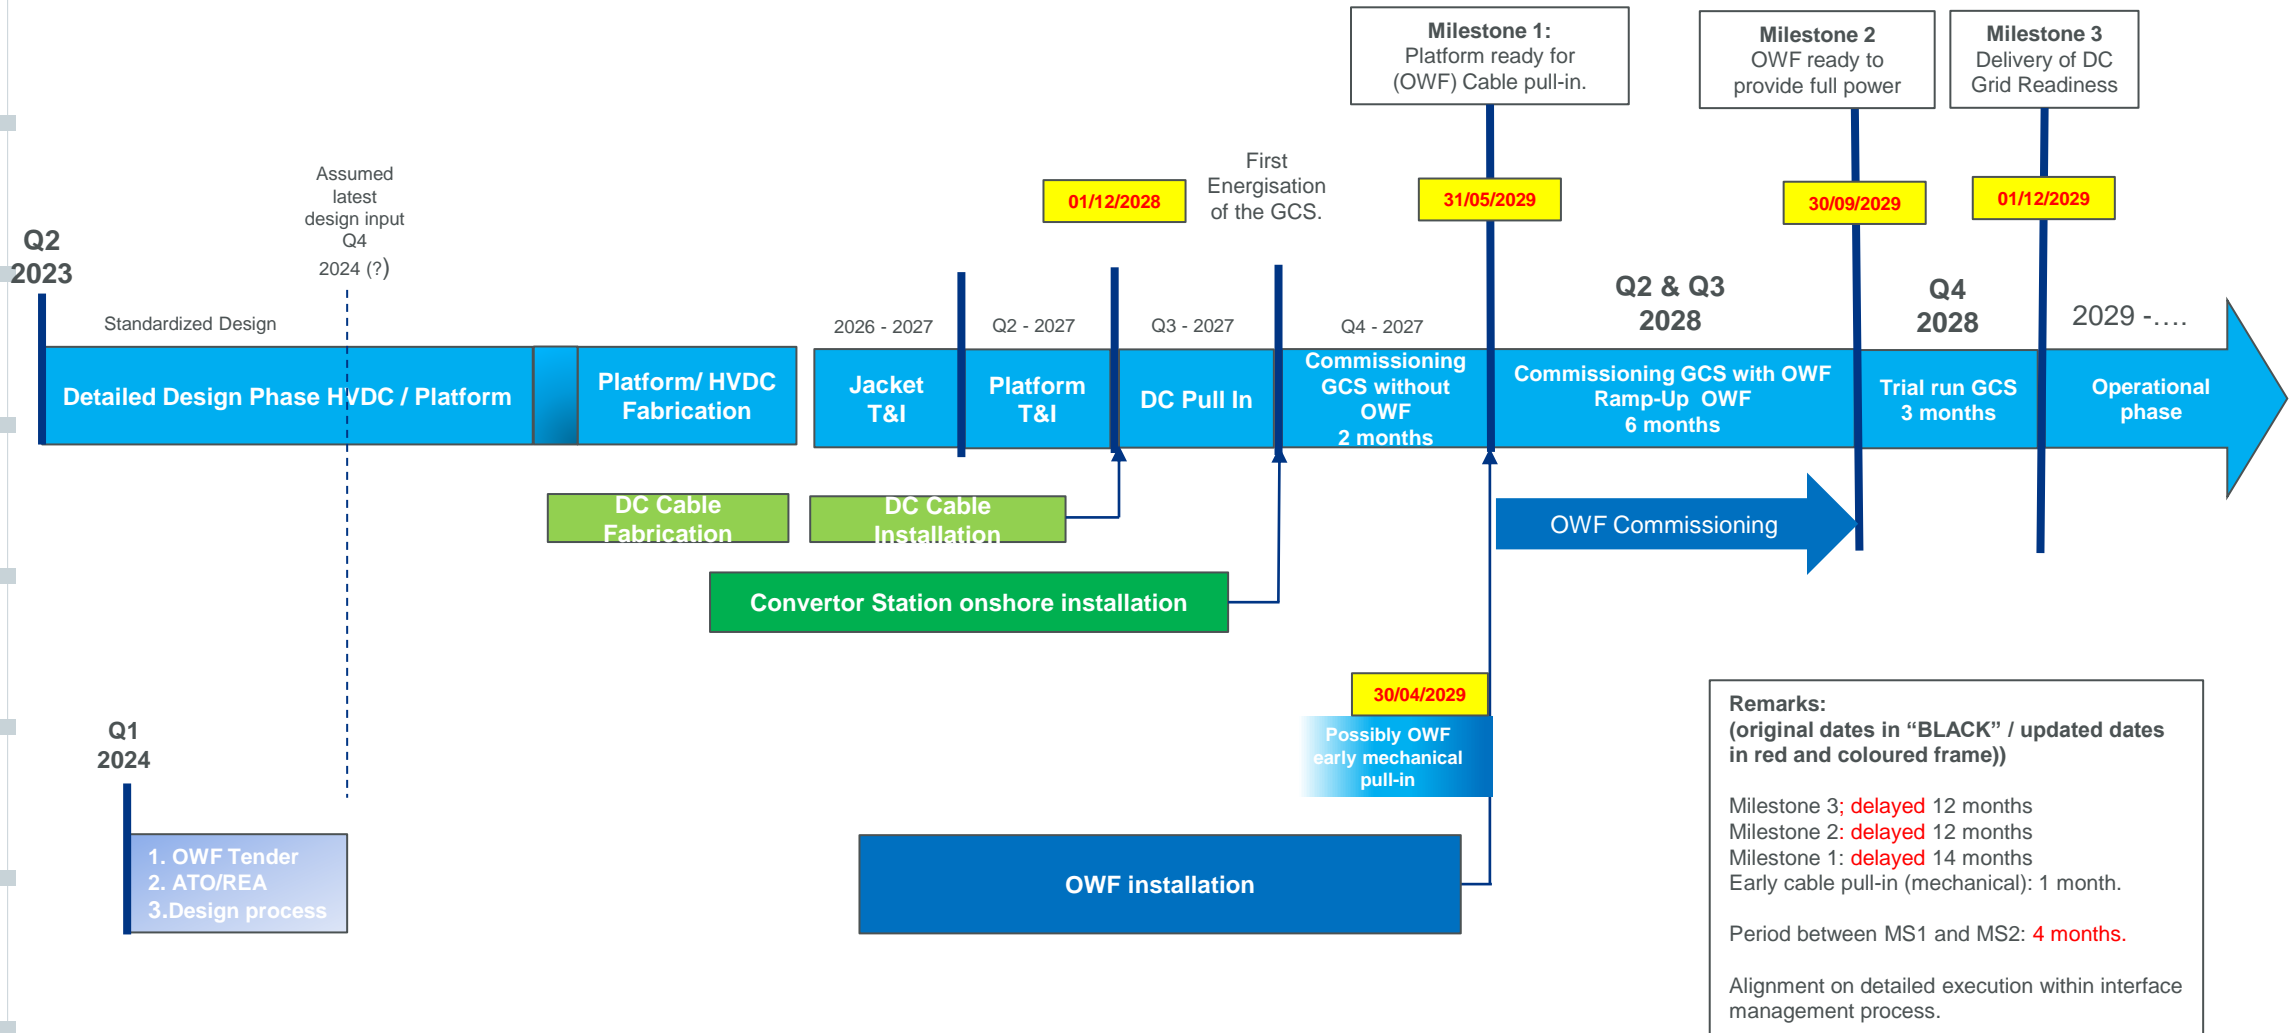 Milestone 1:
Platform ready for
(OWF) Cable pull-in.
Milestone 2
OWF ready to
provide full power
Milestone 3
Delivery of DC
Grid Readiness
Assumed
latest
design input
Q4
2024 (?)
01/12/2028
First
Energisation
of the GCS.
31/05/2029
30/09/2029
01/12/2029
Q2
2023
Standardized Design
2026 - 2027
Q2 - 2027
Q3 - 2027
Q4 - 2027
Q2 & Q3
2028
Q4
2028
2029 -....
Detailed Design Phase HVDC / Platform
Platform/ HVDC
Fabrication
Jacket
T&I
Platform
T&I
DC Pull In
Commissioning
GCS without
OWF
2 months
Commissioning GCS with OWF
Ramp-Up OWF
6 months
Trial run GCS
3 months
Operational
phase
DC Cable
Fabrication
DC Cable
Installation
OWF Commissioning
Convertor Station onshore installation
30/04/2029
Possibly OWF
early mechanical
pull-in
Q1
2024
1. OWF Tender
2. ATO/REA
3.Design process
OWF installation
Remarks:
(original dates in “BLACK” / updated dates
in red and coloured frame))
Milestone 3; delayed 12 months
Milestone 2: delayed 12 months
Milestone 1: delayed 14 months
Early cable pull-in (mechanical): 1 month.
Period between MS1 and MS2: 4 months.
Alignment on detailed execution within interface
management process.